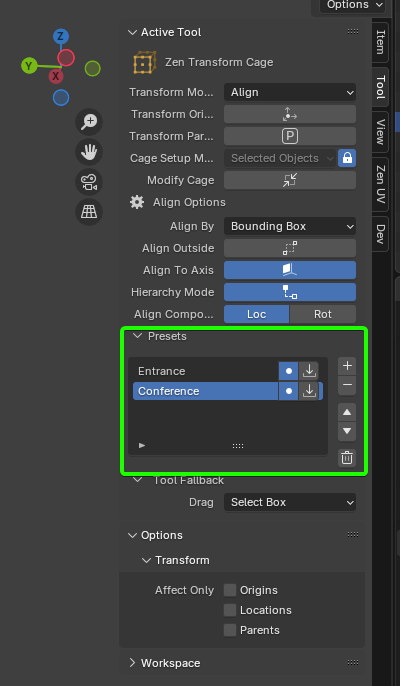 Options
Z
Y
X
Item
Tool
View
Zen UV
Dev
Active Tool
Zen Transform Cage
Transform Mo... Align
Transform Ori...
Transform Par... P
Cage Setup M... Selected Objects
Modify Cage
Align Options
Align By Bounding Box
Align Outside
Align To Axis
Hierarchy Mode
Align Compo... Loc Rot
Presets
Entrance
Conference
Tool Fallback
Drag Select Box
Options
Transform
Affect Only Origins
Locations
Parents
Workspace